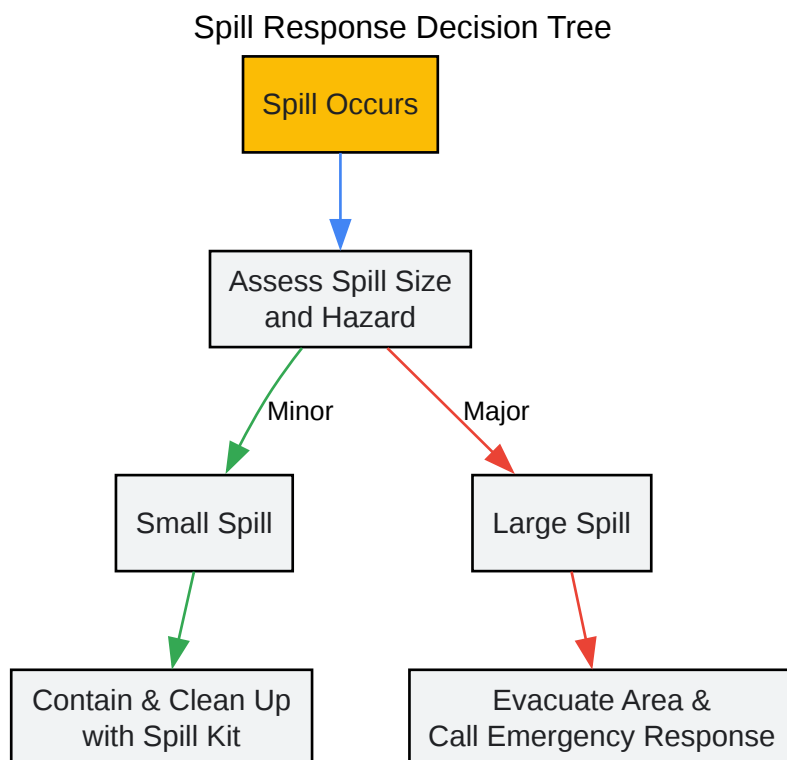 Spill Response Decision Tree
Spill Occurs
Assess Spill Size
and Hazard
Minor
Major
Small Spill
Large Spill
Contain & Clean Up
with Spill Kit
Evacuate Area &
Call Emergency Response